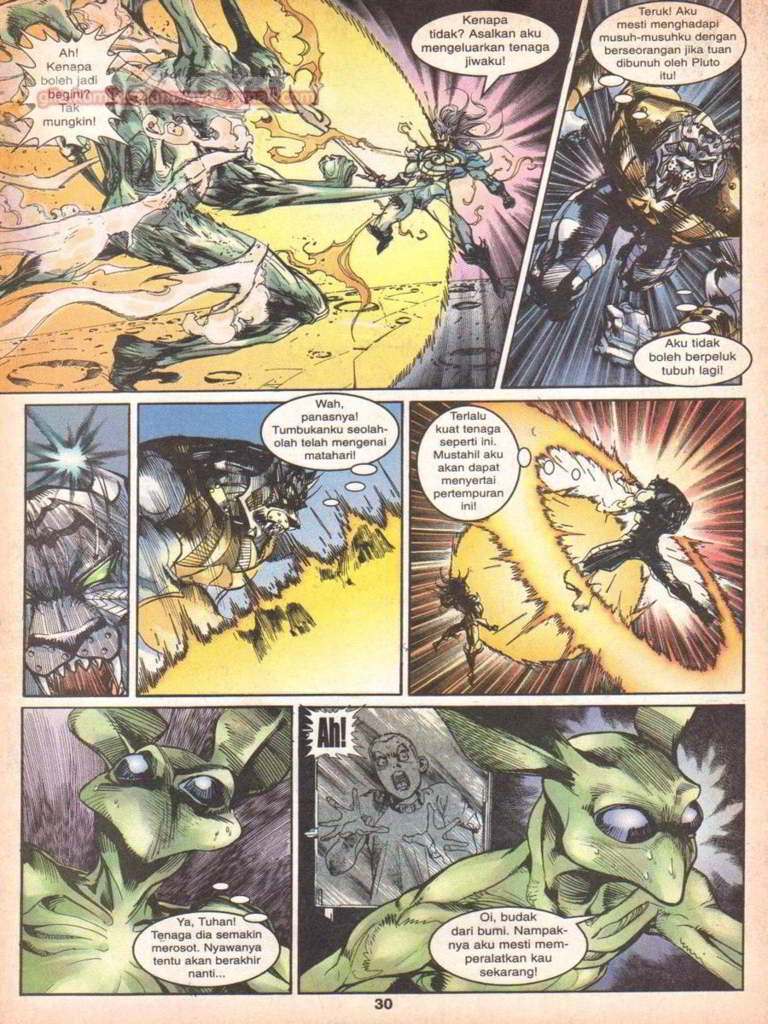 Ah!
Kenapa
boleh jadi
begini?
Tak
mungkin!
Kenapa
tidak? Asalkan aku
mengeluarkan tenaga
jiwaku!
Teruk! Aku
mesti menghadapi
musuh-musuhku dengan
berseorangan jika tuan
dibunuh oleh Pluto
itu!
Aku tidak
boleh berpeluk
tubuh lagi!
Wah,
panasnya!
Tumbukanku seolah-
olah telah mengenai
matahari!
Terlalu
kuat tenaga
seperti ini.
Mustahil aku
akan dapat
menyertai
pertempuran
ini!
Ya, Tuhan!
Tenaga dia semakin
merosot. Nyawanya
tentu akan berakhir
nanti...
Ah!
Oi, budak
dari bumi. Nampak-
nya aku mesti mem-
peralatkan kau
sekarang!
30